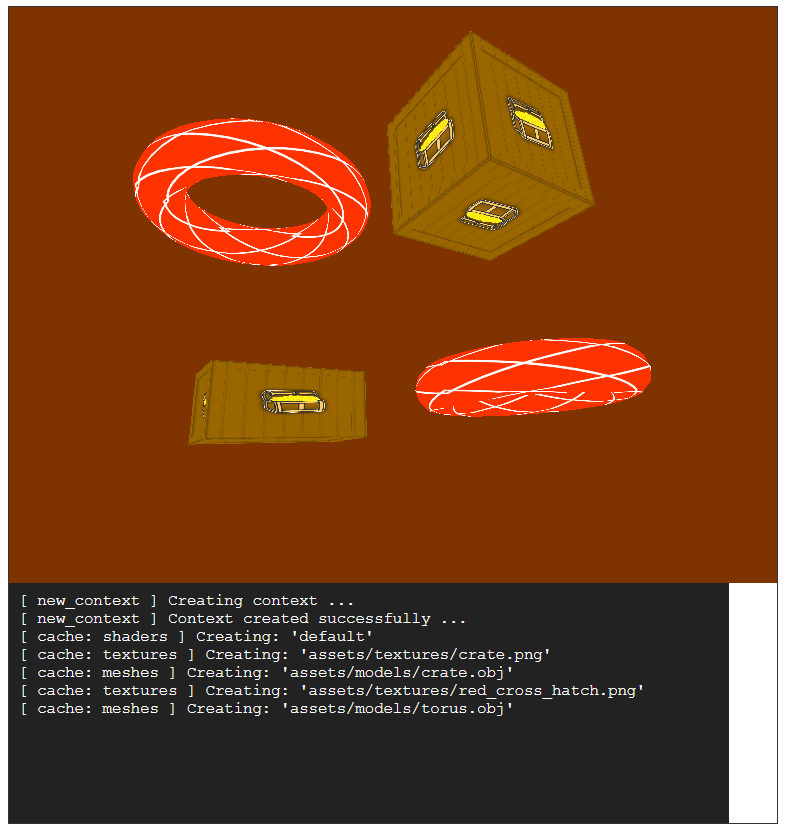 [ new_context ] Creating context ...
[ new_context ] Context created successfully ...
[ cache: shaders ] Creating: 'default'
[ cache: textures ] Creating: 'assets/textures/crate.png'
[ cache: meshes ] Creating: 'assets/models/crate.obj'
[ cache: textures ] Creating: 'assets/textures/red_cross_hatch.png'
[ cache: meshes ] Creating: 'assets/models/torus.obj'